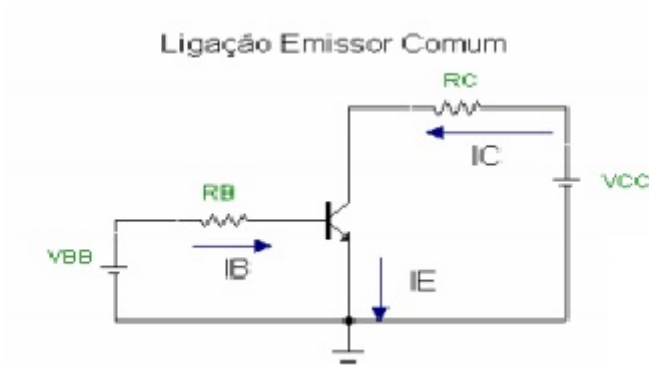 Ligação Emissor Comum
RC
IC
VCC
RB
VBB
IB
IE